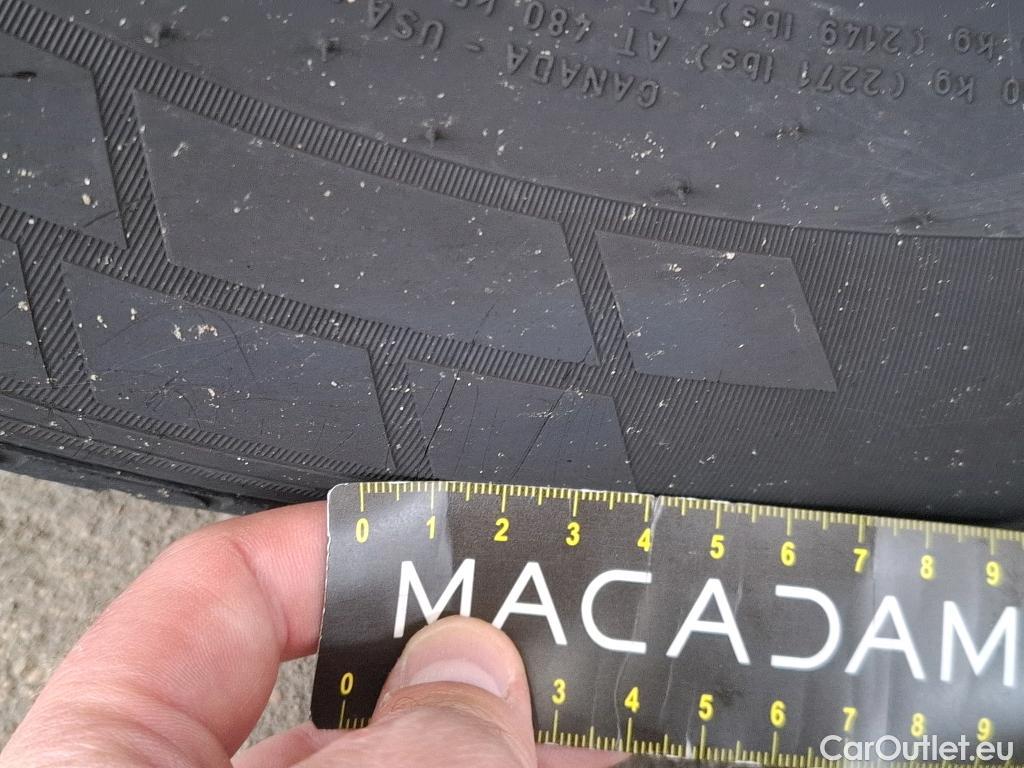 CANADA - USA
0 kg ( 2271 lbs ) AT 480 k
kg ( 2149 lbs ) AT
0 1 2 3 4 5 6 7 8 9
MACADAM
0 3 4 5 6 7 8 9
CarOutlet.eu